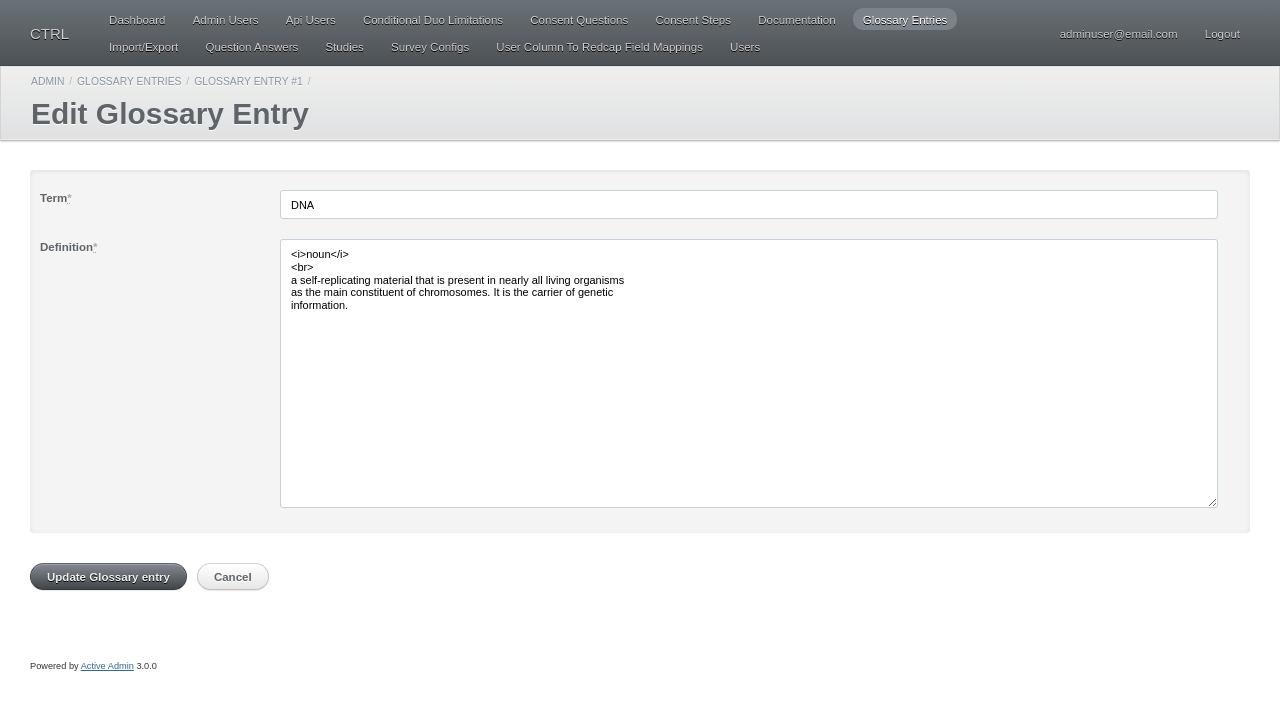 CTRL
Dashboard Admin Users Api Users Conditional Duo Limitations Consent Questions Consent Steps Documentation Glossary Entries
Import/Export Question Answers Studies Survey Configs User Column To Redcap Field Mappings Users
adminuser@email.com Logout
ADMIN / GLOSSARY ENTRIES / GLOSSARY ENTRY #1 /
Edit Glossary Entry
Term*
DNA
Definition*
<i>noun</i>
<br>
a self-replicating material that is present in nearly all living organisms
as the main constituent of chromosomes. It is the carrier of genetic
information.
Update Glossary entry Cancel
Powered by Active Admin 3.0.0